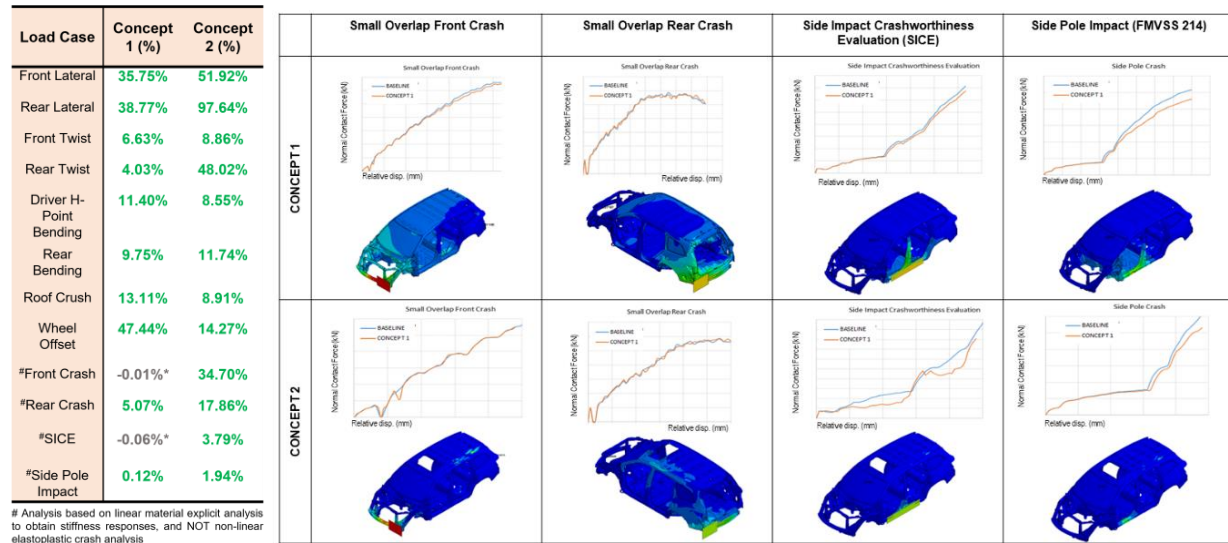 Load Case Concept 1 (%) Concept 2 (%)
Front Lateral 35.75% 51.92%
Rear Lateral 38.77% 97.64%
Front Twist 6.63% 8.86%
Rear Twist 4.03% 48.02%
Driver H-Point Bending 11.40% 8.55%
Rear Bending 9.75% 11.74%
Roof Crush 13.11% 8.91%
Wheel Offset 47.44% 14.27%
#Front Crash -0.01%* 34.70%
#Rear Crash 5.07% 17.86%
#SICE -0.06%* 3.79%
#Side Pole Impact 0.12% 1.94%
# Analysis based on linear material explicit analysis
to obtain stiffness responses, and NOT non-linear
elastoplastic crash analysis
Small Overlap Front Crash
Small Overlap Rear Crash
Side Impact Crashworthiness
Evaluation (SICE)
Side Pole Impact (FMVSS 214)
CONCEPT1
Small Overlap Front Crash
BASELINE
CONCEPT 1
Normal Contact Force (kN)
Relative disp. (mm)
Small Overlap Rear Crash
BASELINE
CONCEPT 1
Normal Contact Force (kN)
Relative disp. (mm)
Side Impact Crashworthiness Evaluation
BASELINE
CONCEPT 1
Normal Contact Force (kN)
Relative disp. (mm)
Side Pole Crash
BASELINE
CONCEPT 1
Normal Contact Force (kN)
Relative disp. (mm)
CONCEPT2
Small Overlap Front Crash
BASELINE
CONCEPT 1
Normal Contact Force (kN)
Relative disp. (mm)
Small Overlap Rear Crash
BASELINE
CONCEPT 1
Normal Contact Force (kN)
Relative disp. (mm)
Side Impact Crashworthiness Evaluation
BASELINE
CONCEPT 1
Normal Contact Force (kN)
Relative disp. (mm)
Side Pole Crash
BASELINE
CONCEPT 1
Normal Contact Force (kN)
Relative disp. (mm)